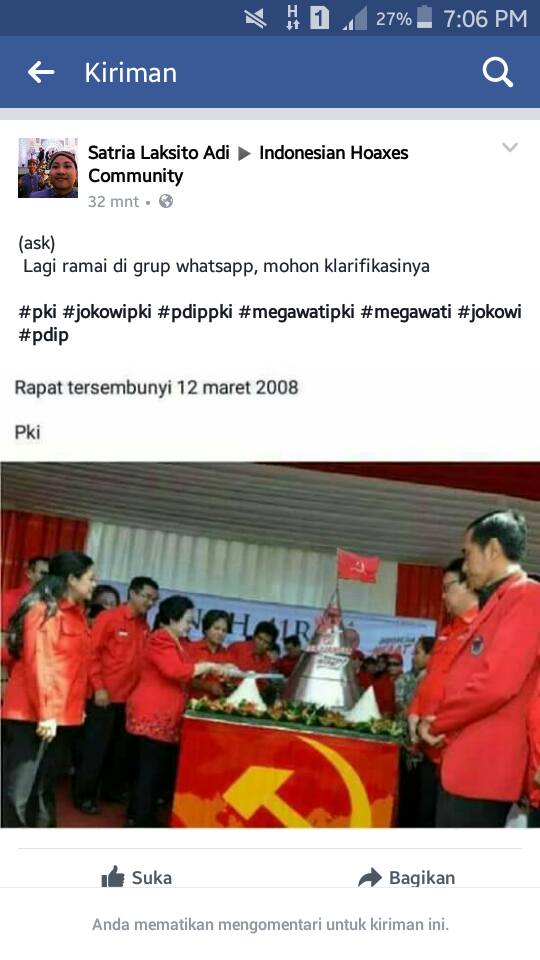 H 1 27% 7:06 PM
Kiriman
Satria Laksito Adi ▶ Indonesian Hoaxes
Community
32 mnt •
(ask)
Lagi ramai di grup whatsapp, mohon klarifikasinya
#pki #jokowipki #pdippki #megawatipki #megawati #jokowi
#pdip
Rapat tersembunyi 12 maret 2008
Pki
Suka
Bagikan
Anda mematikan mengomentari untuk kiriman ini.